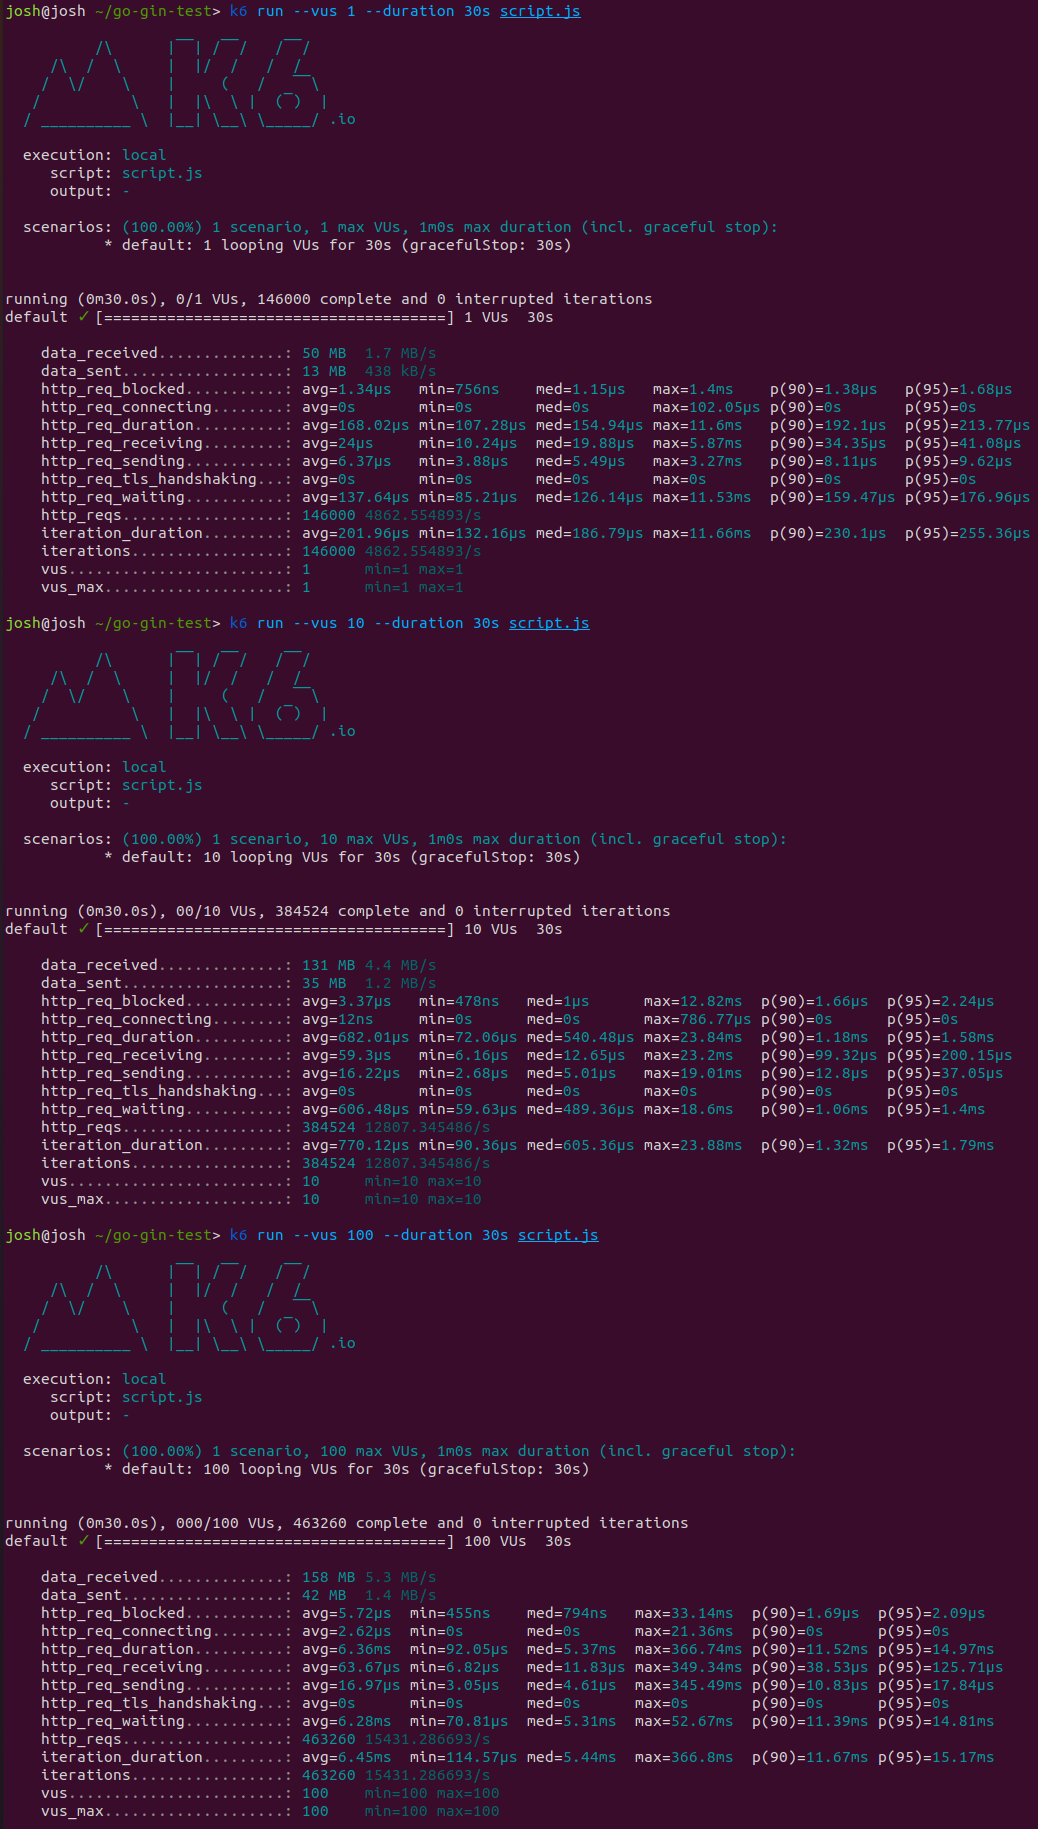 josh@josh ~/go-gin-test> k6 run --vus 1 --duration 30s script.js

          /\      |‾‾| /‾‾/   /‾‾/
     /\  /  \     |  |/  /   /  /
    /  \/    \    |     (   /   ‾‾\
   /          \   |  |\  \ |  (‾)  |
  / __________ \  |__| \__\ \_____/ .io

  execution: local
     script: script.js
     output: -

  scenarios: (100.00%) 1 scenario, 1 max VUs, 1m0s max duration (incl. graceful stop):
           * default: 1 looping VUs for 30s (gracefulStop: 30s)

running (0m30.0s), 0/1 VUs, 146000 complete and 0 interrupted iterations
default ✓ [======================================] 1 VUs  30s

    data_received..............: 50 MB  1.7 MB/s
    data_sent..................: 13 MB  438 kB/s
    http_req_blocked...........: avg=1.34µs   min=756ns    med=1.15µs   max=1.4ms    p(90)=1.38µs   p(95)=1.68µs
    http_req_connecting........: avg=0s       min=0s       med=0s       max=102.05µs p(90)=0s       p(95)=0s
    http_req_duration..........: avg=168.02µs min=107.28µs med=154.94µs max=11.6ms   p(90)=192.1µs  p(95)=213.77µs
    http_req_receiving.........: avg=24µs     min=10.24µs  med=19.88µs  max=5.87ms   p(90)=34.35µs  p(95)=41.08µs
    http_req_sending...........: avg=6.37µs   min=3.88µs   med=5.49µs   max=3.27ms   p(90)=8.11µs   p(95)=9.62µs
    http_req_tls_handshaking...: avg=0s       min=0s       med=0s       max=0s       p(90)=0s       p(95)=0s
    http_req_waiting...........: avg=137.64µs min=85.21µs  med=126.14µs max=11.53ms  p(90)=159.47µs p(95)=176.96µs
    http_reqs..................: 146000 4862.554893/s
    iteration_duration.........: avg=201.96µs min=132.16µs med=186.79µs max=11.66ms  p(90)=230.1µs  p(95)=255.36µs
    iterations.................: 146000 4862.554893/s
    vus........................: 1      min=1 max=1
    vus_max....................: 1      min=1 max=1

josh@josh ~/go-gin-test> k6 run --vus 10 --duration 30s script.js

          /\      |‾‾| /‾‾/   /‾‾/
     /\  /  \     |  |/  /   /  /
    /  \/    \    |     (   /   ‾‾\
   /          \   |  |\  \ |  (‾)  |
  / __________ \  |__| \__\ \_____/ .io

  execution: local
     script: script.js
     output: -

  scenarios: (100.00%) 1 scenario, 10 max VUs, 1m0s max duration (incl. graceful stop):
           * default: 10 looping VUs for 30s (gracefulStop: 30s)

running (0m30.0s), 00/10 VUs, 384524 complete and 0 interrupted iterations
default ✓ [======================================] 10 VUs  30s

    data_received..............: 131 MB 4.4 MB/s
    data_sent..................: 35 MB  1.2 MB/s
    http_req_blocked...........: avg=3.37µs   min=478ns   med=1µs      max=12.82ms  p(90)=1.66µs  p(95)=2.24µs
    http_req_connecting........: avg=12ns     min=0s      med=0s       max=786.77µs p(90)=0s      p(95)=0s
    http_req_duration..........: avg=682.01µs min=72.06µs med=540.48µs max=23.84ms  p(90)=1.18ms  p(95)=1.58ms
    http_req_receiving.........: avg=59.3µs   min=6.16µs  med=12.65µs  max=23.2ms   p(90)=99.32µs p(95)=200.15µs
    http_req_sending...........: avg=16.22µs  min=2.68µs  med=5.01µs   max=19.01ms  p(90)=12.8µs  p(95)=37.05µs
    http_req_tls_handshaking...: avg=0s       min=0s      med=0s       max=0s       p(90)=0s      p(95)=0s
    http_req_waiting...........: avg=606.48µs min=59.63µs med=489.36µs max=18.6ms   p(90)=1.06ms  p(95)=1.4ms
    http_reqs..................: 384524 12807.345486/s
    iteration_duration.........: avg=770.12µs min=90.36µs med=605.36µs max=23.88ms  p(90)=1.32ms  p(95)=1.79ms
    iterations.................: 384524 12807.345486/s
    vus........................: 10     min=10 max=10
    vus_max....................: 10     min=10 max=10

josh@josh ~/go-gin-test> k6 run --vus 100 --duration 30s script.js

          /\      |‾‾| /‾‾/   /‾‾/
     /\  /  \     |  |/  /   /  /
    /  \/    \    |     (   /   ‾‾\
   /          \   |  |\  \ |  (‾)  |
  / __________ \  |__| \__\ \_____/ .io

  execution: local
     script: script.js
     output: -

  scenarios: (100.00%) 1 scenario, 100 max VUs, 1m0s max duration (incl. graceful stop):
           * default: 100 looping VUs for 30s (gracefulStop: 30s)

running (0m30.0s), 000/100 VUs, 463260 complete and 0 interrupted iterations
default ✓ [======================================] 100 VUs  30s

    data_received..............: 158 MB 5.3 MB/s
    data_sent..................: 42 MB  1.4 MB/s
    http_req_blocked...........: avg=5.72µs  min=455ns    med=794ns   max=33.14ms  p(90)=1.69µs  p(95)=2.09µs
    http_req_connecting........: avg=2.62µs  min=0s       med=0s      max=21.36ms  p(90)=0s      p(95)=0s
    http_req_duration..........: avg=6.36ms  min=92.05µs  med=5.37ms  max=366.74ms p(90)=11.52ms p(95)=14.97ms
    http_req_receiving.........: avg=63.67µs min=6.82µs   med=11.83µs max=349.34ms p(90)=38.53µs p(95)=125.71µs
    http_req_sending...........: avg=16.97µs min=3.05µs   med=4.61µs  max=345.49ms p(90)=10.83µs p(95)=17.84µs
    http_req_tls_handshaking...: avg=0s      min=0s       med=0s      max=0s       p(90)=0s      p(95)=0s
    http_req_waiting...........: avg=6.28ms  min=70.81µs  med=5.31ms  max=52.67ms  p(90)=11.39ms p(95)=14.81ms
    http_reqs..................: 463260 15431.286693/s
    iteration_duration.........: avg=6.45ms  min=114.57µs med=5.44ms  max=366.8ms  p(90)=11.67ms p(95)=15.17ms
    iterations.................: 463260 15431.286693/s
    vus........................: 100    min=100 max=100
    vus_max....................: 100    min=100 max=100